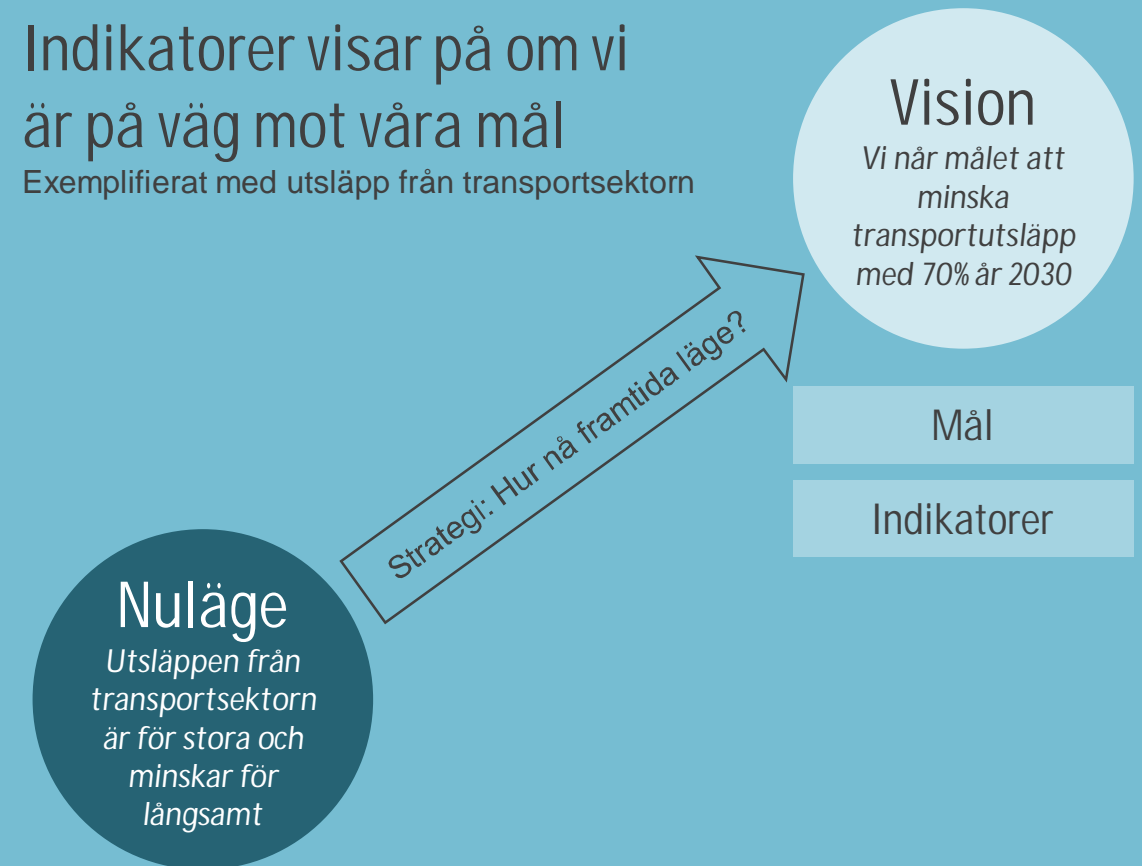 Indikatorer visar på om vi
är på väg mot våra mål
Exemplifierat med utsläpp från transportsektorn
Vision
Vi når målet att
minska
transportutsläpp
med 70% år 2030
Strategi: Hur nå framtida läge?
Mål
Indikatorer
Nuläge
Utsläppen från
transportsektorn
är för stora och
minskar för
långsamt